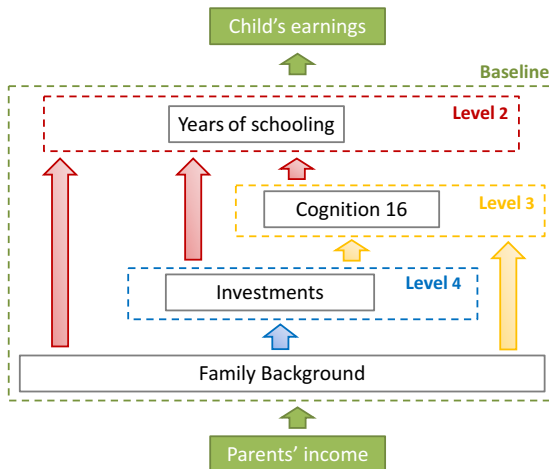 Child's earnings
Baseline
Level 2
Years of schooling
Level 3
Cognition 16
Level 4
Investments
Family Background
Parents' income